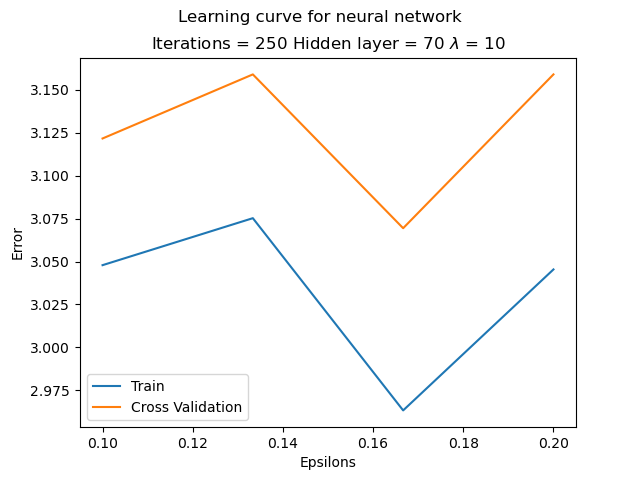 Learning curve for neural network
Iterations = 250 Hidden layer = 70 λ = 10
3.150
3.125
3.100
3.075
3.050
3.025
3.000
2.975
Error
Train
Cross Validation
0.10 0.12 0.14 0.16 0.18 0.20
Epsilons